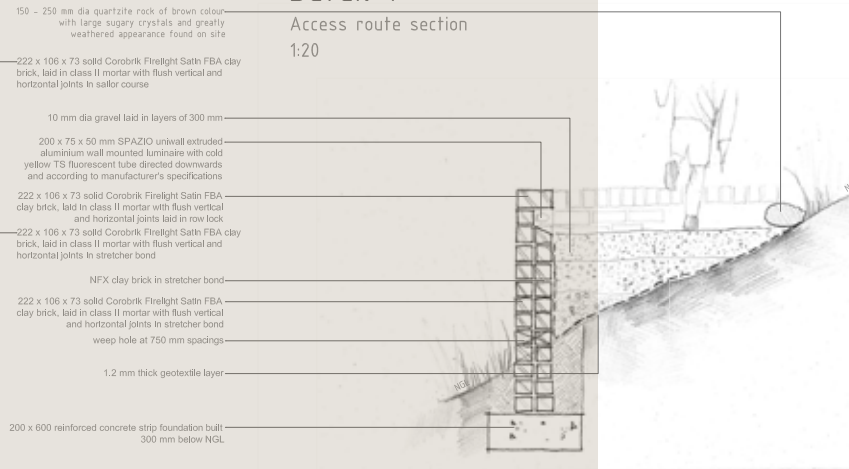 Access route section
1:20
150 – 250 mm dia quartzite rock of brown colour
with large sugary crystals and greatly
weathered appearance found on site
222 x 106 x 73 solid Corobrik Firelight Satin FBA clay
brick, laid in class II mortar with flush vertical and
horizontal joints in sailor course
10 mm dia gravel laid in layers of 300 mm
200 x 75 x 50 mm SPAZIO uniwall extruded
aluminium wall mounted luminaire with cold
yellow TS fluorescent tube directed downwards
and according to manufacturer's specifications
222 x 106 x 73 solid Corobrik Firelight Satin FBA
clay brick, laid in class II mortar with flush vertical
and horizontal joints laid in row lock
222 x 106 x 73 solid Corobrik Firelight Satin FBA clay
brick, laid in class II mortar with flush vertical and
horizontal joints in stretcher bond
NFX clay brick in stretcher bond
222 x 106 x 73 solid Corobrik Firelight Satin FBA
clay brick, laid in class II mortar with flush vertical
and horizontal joints in stretcher bond
weep hole at 750 mm spacings
1.2 mm thick geotextile layer
NGL
200 x 600 reinforced concrete strip foundation built
300 mm below NGL